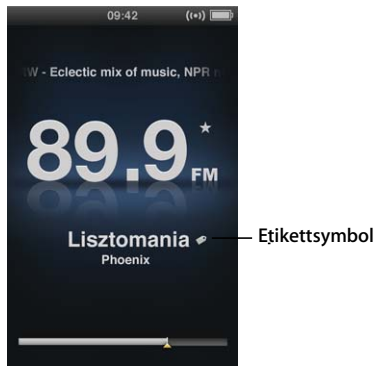 09:42
- Eclectic mix of music, NPR
89.9 FM
Lisztomania
Phoenix
Etikettsymbol